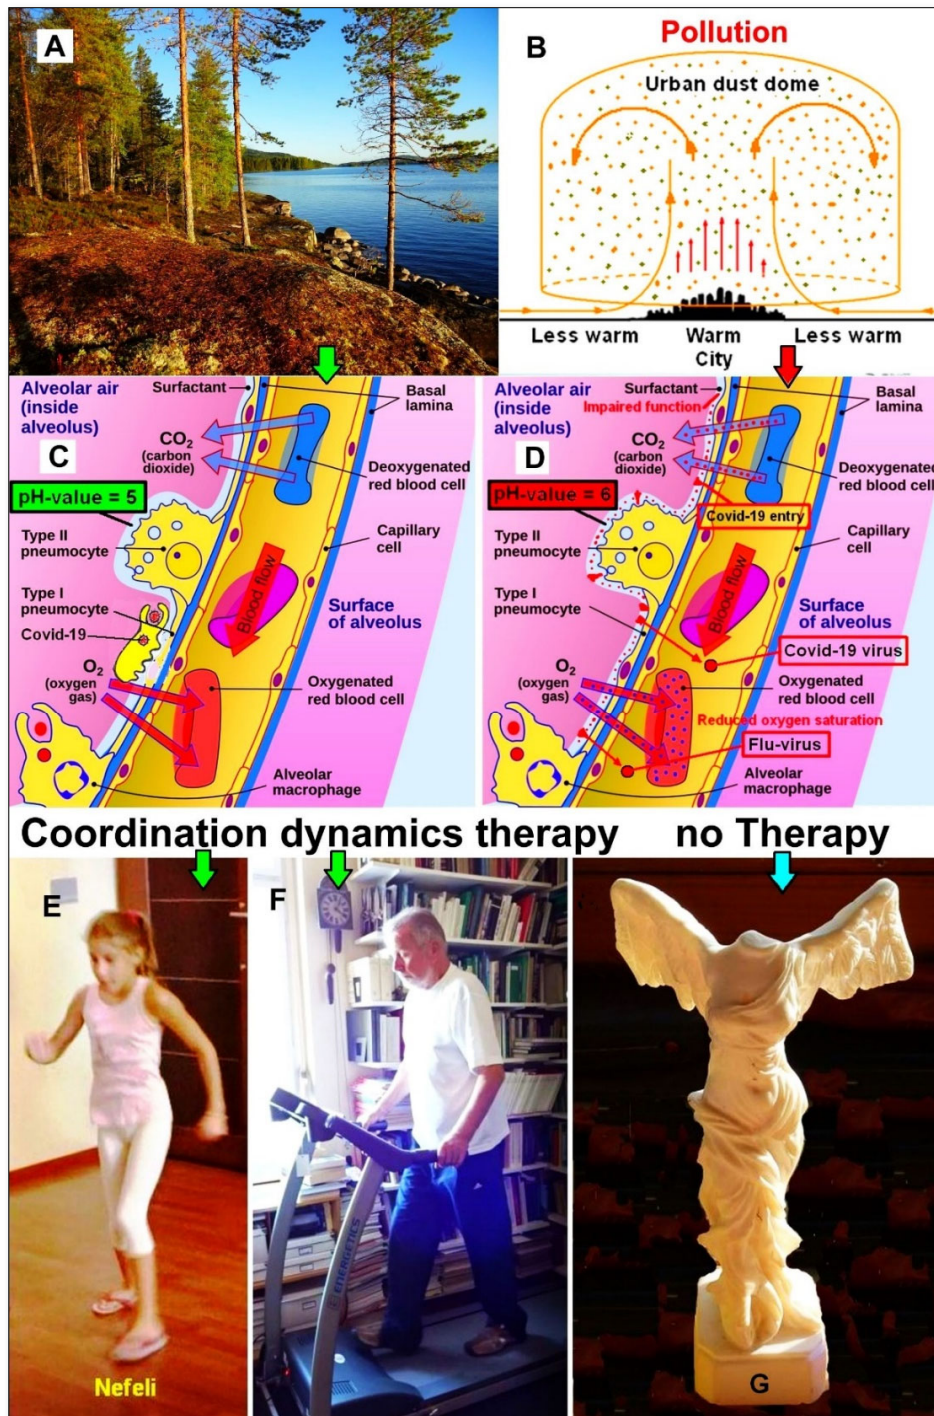 A
B
Pollution
Urban dust dome
Less warm
Warm
City
Less warm
Alveolar air
(inside
alveolus)
Surfactant
Basal
lamina
CO2
(carbon
dioxide)
C
Deoxygenated
red blood cell
pH-value = 5
Type II
pneumocyte
Capillary
cell
Type I
pneumocyte
Covid-19
Blood flow
Surface
of alveolus
O2
(oxygen
gas)
Oxygenated
red blood cell
Alveolar
macrophage
Alveolar air
(inside
alveolus)
Surfactant
Impaired function
Basal
lamina
CO2
(carbon
dioxide)
D
Deoxygenated
red blood cell
pH-value = 6
Covid-19 entry
Type II
pneumocyte
Capillary
cell
Type I
pneumocyte
Blood flow
Surface
of alveolus
Covid-19 virus
O2
(oxygen
gas)
Oxygenated
red blood cell
Reduced oxygen saturation
Flu-virus
Alveolar
macrophage
Coordination dynamics therapy
no Therapy
E
Nefeli
F
ENERGETICS
G